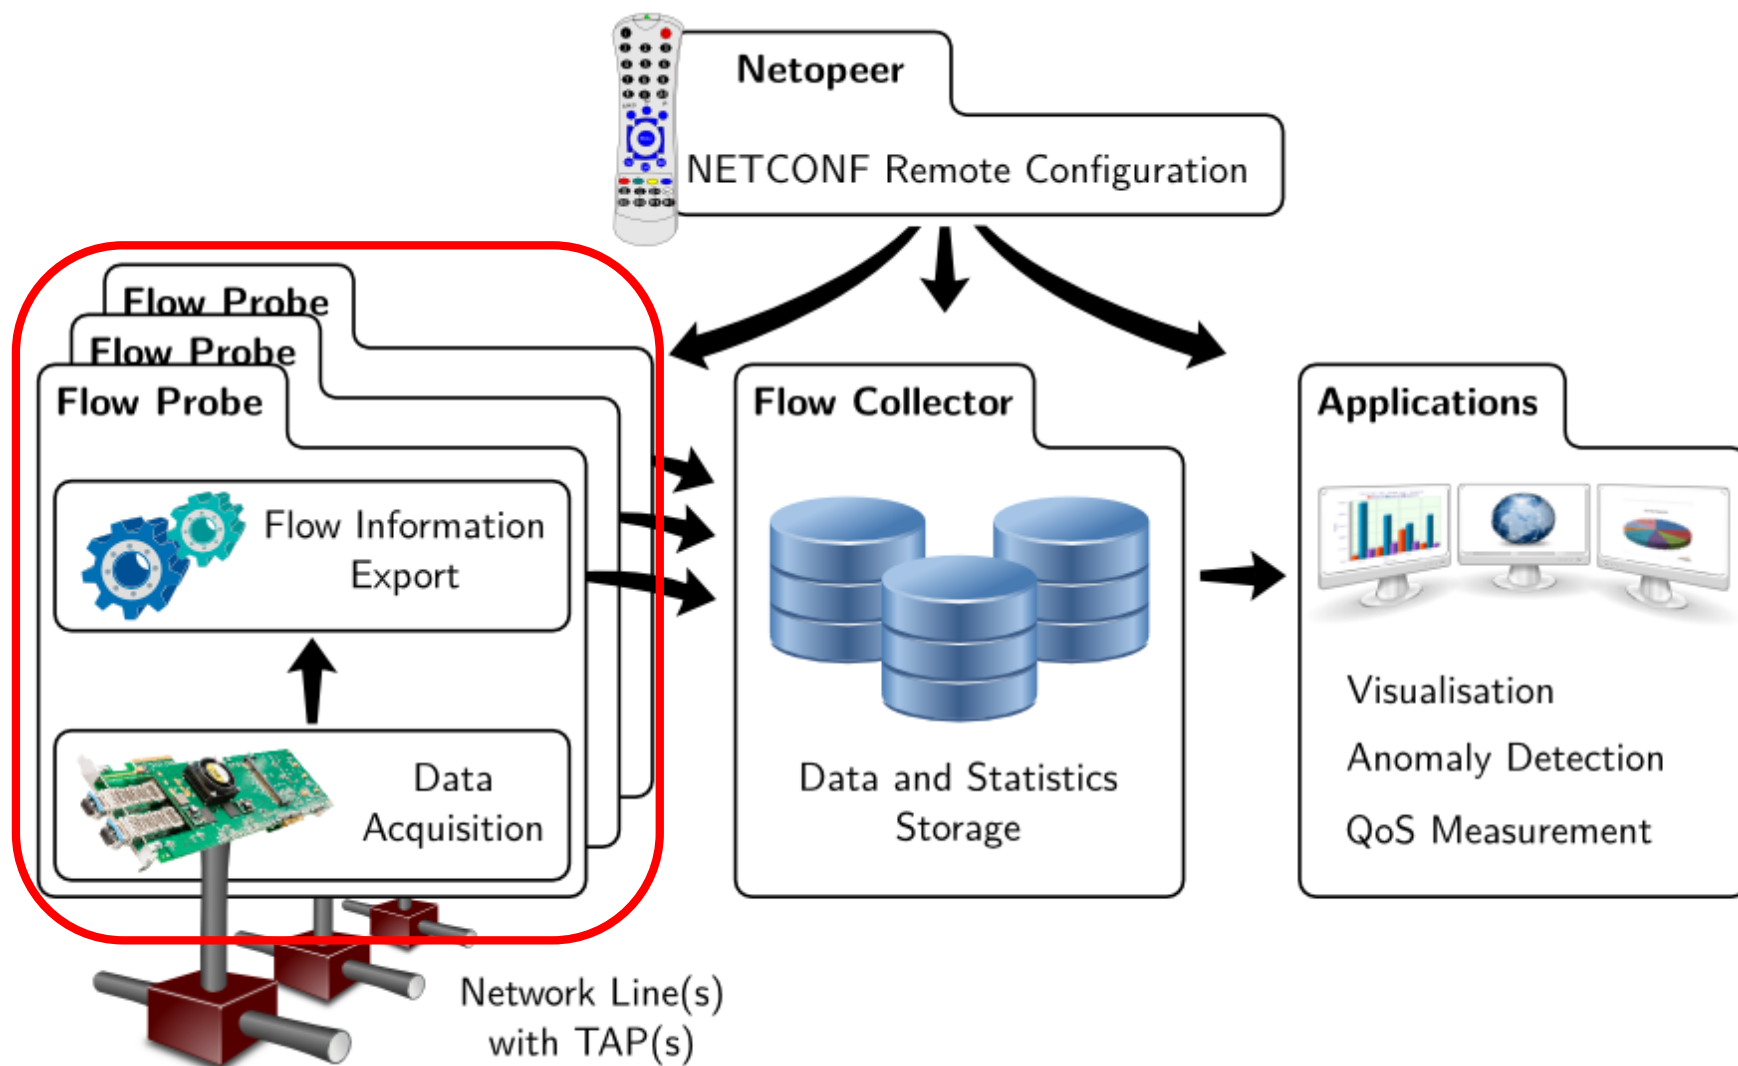 Netopeer
NETCONF Remote Configuration
Flow Probe
Flow Probe
Flow Probe
Flow Information
Export
Data
Acquisition
Network Line(s)
with TAP(s)
Flow Collector
Data and Statistics
Storage
Applications
Visualisation
Anomaly Detection
QoS Measurement